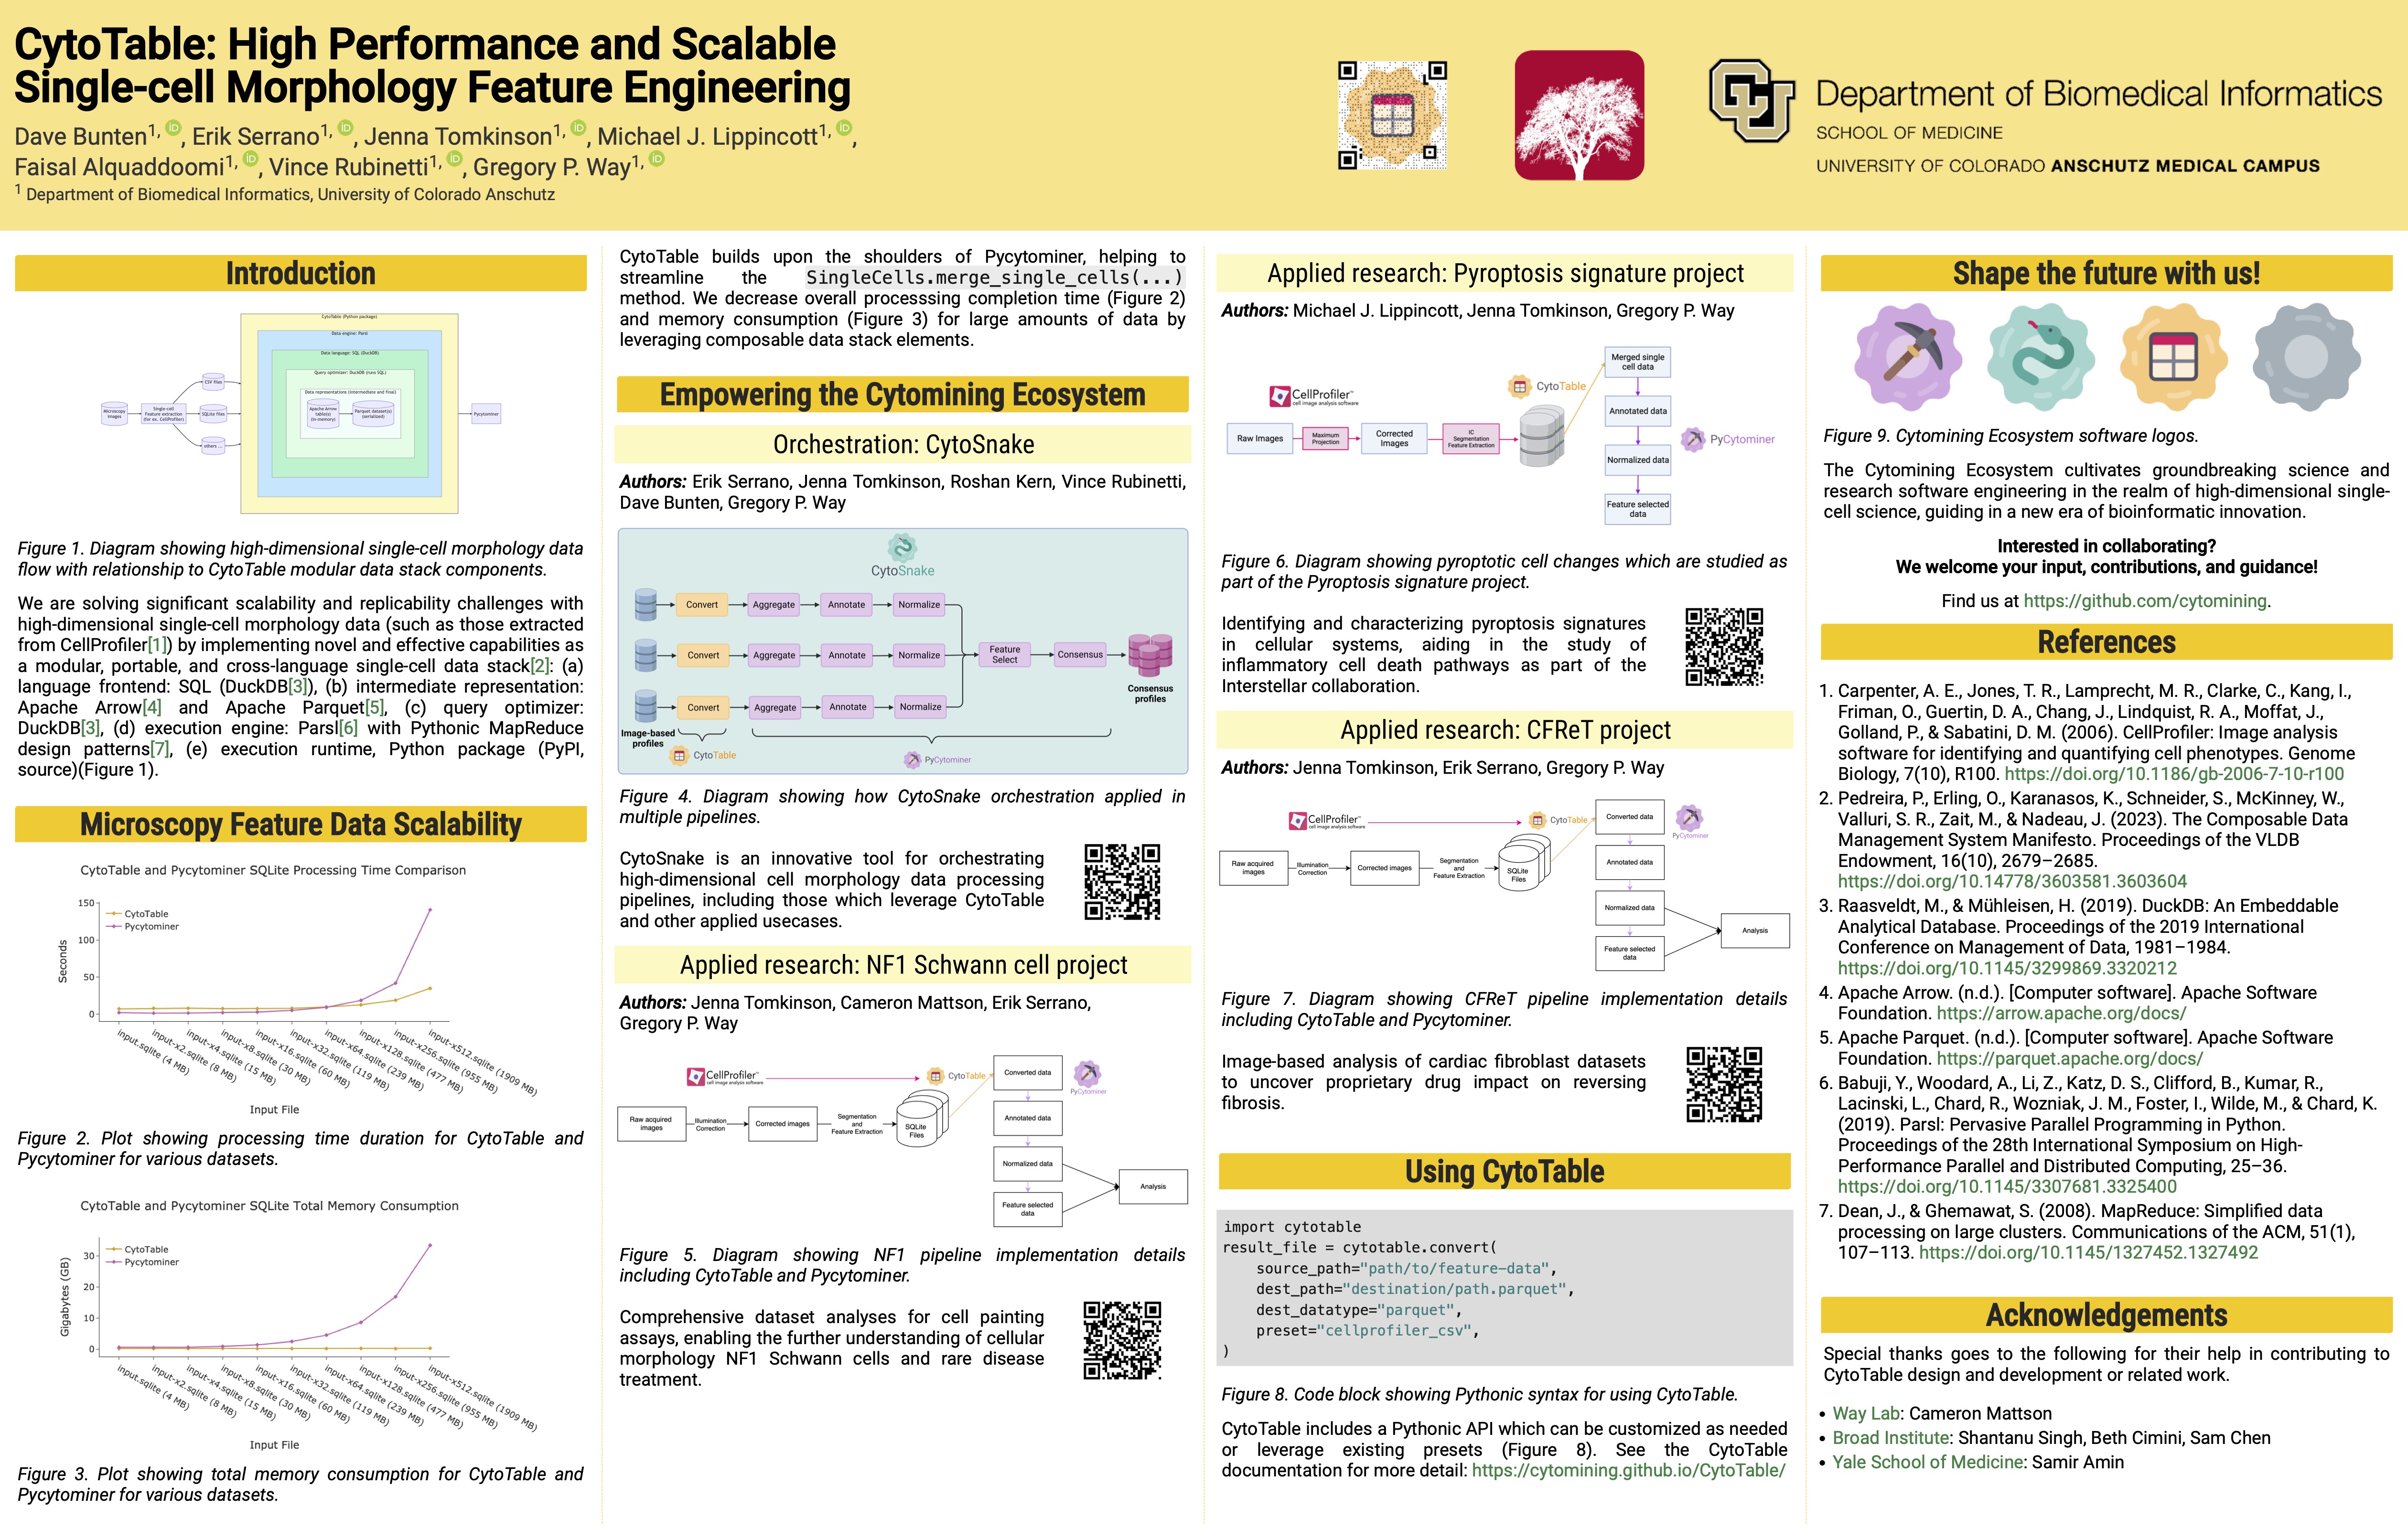 CytoTable: High Performance and Scalable
Single-cell Morphology Feature Engineering
Dave Bunten1, iD, Erik Serrano1, iD, Jenna Tomkinson1, iD, Michael J. Lippincott1, iD,
Faisal Alquaddoomi1, iD, Vince Rubinetti1, iD, Gregory P. Way1, iD
1 Department of Biomedical Informatics, University of Colorado Anschutz
CU
Department of Biomedical Informatics
SCHOOL OF MEDICINE
UNIVERSITY OF COLORADO ANSCHUTZ MEDICAL CAMPUS
Introduction
CytoTable (Python package)
Data engine: Parsl
Data language: SQL (DuckDB)
Query optimizer: DuckDB (runs SQL)
Data representations (intermediate and final)
Microscopy
images
Single-cell
Feature extraction
(for ex. CellProfiler)
CSV files
SQLite files
others ...
Apache Arrow
table(s)
(in-memory)
Parquet dataset(s)
(serialized)
Pycytominer
Figure 1. Diagram showing high-dimensional single-cell morphology data
flow with relationship to CytoTable modular data stack components.
We are solving significant scalability and replicability challenges with
high-dimensional single-cell morphology data (such as those extracted
from CellProfiler[1]) by implementing novel and effective capabilities as
a modular, portable, and cross-language single-cell data stack[2]: (a)
language frontend: SQL (DuckDB[3]), (b) intermediate representation:
Apache Arrow[4] and Apache Parquet[5], (c) query optimizer:
DuckDB[3], (d) execution engine: Parsl[6] with Pythonic MapReduce
design patterns[7], (e) execution runtime, Python package (PyPI,
source)(Figure 1).
Microscopy Feature Data Scalability
CytoTable and Pycytominer SQLite Processing Time Comparison
CytoTable
Pycytominer
Seconds
150
100
50
0
input.sqlite (4 MB)
input-x2.sqlite (8 MB)
input-x4.sqlite (15 MB)
input-x8.sqlite (30 MB)
input-x16.sqlite (60 MB)
input-x32.sqlite (119 MB)
input-x64.sqlite (239 MB)
input-x128.sqlite (477 MB)
input-x256.sqlite (955 MB)
input-x512.sqlite (1909 MB)
Input File
Figure 2. Plot showing processing time duration for CytoTable and
Pycytominer for various datasets.
CytoTable and Pycytominer SQLite Total Memory Consumption
CytoTable
Pycytominer
Gigabytes (GB)
30
20
10
0
input.sqlite (4 MB)
input-x2.sqlite (8 MB)
input-x4.sqlite (15 MB)
input-x8.sqlite (30 MB)
input-x16.sqlite (60 MB)
input-x32.sqlite (119 MB)
input-x64.sqlite (239 MB)
input-x128.sqlite (477 MB)
input-x256.sqlite (955 MB)
input-x512.sqlite (1909 MB)
Input File
Figure 3. Plot showing total memory consumption for CytoTable and
Pycytominer for various datasets.
CytoTable builds upon the shoulders of Pycytominer, helping to
streamline the SingleCells.merge_single_cells(...)
method. We decrease overall processsing completion time (Figure 2)
and memory consumption (Figure 3) for large amounts of data by
leveraging composable data stack elements.
Empowering the Cytomining Ecosystem
Orchestration: CytoSnake
Authors: Erik Serrano, Jenna Tomkinson, Roshan Kern, Vince Rubinetti,
Dave Bunten, Gregory P. Way
CytoSnake
Convert Aggregate Annotate Normalize
Convert Aggregate Annotate Normalize
Feature
Select
Consensus
Convert Aggregate Annotate Normalize
Consensus
profiles
Image-based
profiles
CytoTable
PyCytominer
Figure 4. Diagram showing how CytoSnake orchestration applied in
multiple pipelines.
CytoSnake is an innovative tool for orchestrating
high-dimensional cell morphology data processing
pipelines, including those which leverage CytoTable
and other applied usecases.
Applied research: NF1 Schwann cell project
Authors: Jenna Tomkinson, Cameron Mattson, Erik Serrano,
Gregory P. Way
CellProfiler™
cell image analysis software
CytoTable
PyCytominer
Raw acquired
images
Illumination
Correction
Corrected images
Segmentation
and
Feature Extraction
SQLite
Files
Converted data
Annotated data
Normalized data
Feature selected
data
Analysis
Figure 5. Diagram showing NF1 pipeline implementation details
including CytoTable and Pycytominer.
Comprehensive dataset analyses for cell painting
assays, enabling the further understanding of cellular
morphology NF1 Schwann cells and rare disease
treatment.
Applied research: Pyroptosis signature project
Authors: Michael J. Lippincott, Jenna Tomkinson, Gregory P. Way
CellProfiler™
cell image analysis software
CytoTable
Raw Images
Maximum
Projection
Corrected
Images
IC
Segmentation
Feature Extraction
Merged single
cell data
Annotated data
PyCytominer
Normalized data
Feature selected
data
Figure 6. Diagram showing pyroptotic cell changes which are studied as
part of the Pyroptosis signature project.
Identifying and characterizing pyroptosis signatures
in cellular systems, aiding in the study of
inflammatory cell death pathways as part of the
Interstellar collaboration.
Applied research: CFReT project
Authors: Jenna Tomkinson, Erik Serrano, Gregory P. Way
CellProfiler™
cell image analysis software
CytoTable
PyCytominer
Raw acquired
images
Illumination
Correction
Corrected images
Segmentation
and
Feature Extraction
SQLite
Files
Converted data
Annotated data
Normalized data
Feature selected
data
Analysis
Figure 7. Diagram showing CFReT pipeline implementation details
including CytoTable and Pycytominer.
Image-based analysis of cardiac fibroblast datasets
to uncover proprietary drug impact on reversing
fibrosis.
Using CytoTable
import cytotable
result_file = cytotable.convert(
source_path="path/to/feature-data",
dest_path="destination/path.parquet",
dest_datatype="parquet",
preset="cellprofiler_csv",
)
Figure 8. Code block showing Pythonic syntax for using CytoTable.
CytoTable includes a Pythonic API which can be customized as needed
or leverage existing presets (Figure 8). See the CytoTable
documentation for more detail: https://cytomining.github.io/CytoTable/
Shape the future with us!
Figure 9. Cytomining Ecosystem software logos.
The Cytomining Ecosystem cultivates groundbreaking science and
research software engineering in the realm of high-dimensional single-
cell science, guiding in a new era of bioinformatic innovation.
Interested in collaborating?
We welcome your input, contributions, and guidance!
Find us at https://github.com/cytomining.
References
1. Carpenter, A. E., Jones, T. R., Lamprecht, M. R., Clarke, C., Kang, I.,
Friman, O., Guertin, D. A., Chang, J., Lindquist, R. A., Moffat, J.,
Golland, P., & Sabatini, D. M. (2006). CellProfiler: Image analysis
software for identifying and quantifying cell phenotypes. Genome
Biology, 7(10), R100. https://doi.org/10.1186/gb-2006-7-10-r100
2. Pedreira, P., Erling, O., Karanasos, K., Schneider, S., McKinney, W.,
Valluri, S. R., Zait, M., & Nadeau, J. (2023). The Composable Data
Management System Manifesto. Proceedings of the VLDB
Endowment, 16(10), 2679–2685.
https://doi.org/10.14778/3603581.3603604
3. Raasveldt, M., & Mühleisen, H. (2019). DuckDB: An Embeddable
Analytical Database. Proceedings of the 2019 International
Conference on Management of Data, 1981–1984.
https://doi.org/10.1145/3299869.3320212
4. Apache Arrow. (n.d.). [Computer software]. Apache Software
Foundation. https://arrow.apache.org/docs/
5. Apache Parquet. (n.d.). [Computer software]. Apache Software
Foundation. https://parquet.apache.org/docs/
6. Babuji, Y., Woodard, A., Li, Z., Katz, D. S., Clifford, B., Kumar, R.,
Lacinski, L., Chard, R., Wozniak, J. M., Foster, I., Wilde, M., & Chard, K.
(2019). Parsl: Pervasive Parallel Programming in Python.
Proceedings of the 28th International Symposium on High-
Performance Parallel and Distributed Computing, 25–36.
https://doi.org/10.1145/3307681.3325400
7. Dean, J., & Ghemawat, S. (2008). MapReduce: Simplified data
processing on large clusters. Communications of the ACM, 51(1),
107–113. https://doi.org/10.1145/1327452.1327492
Acknowledgements
Special thanks goes to the following for their help in contributing to
CytoTable design and development or related work.
• Way Lab: Cameron Mattson
• Broad Institute: Shantanu Singh, Beth Cimini, Sam Chen
• Yale School of Medicine: Samir Amin